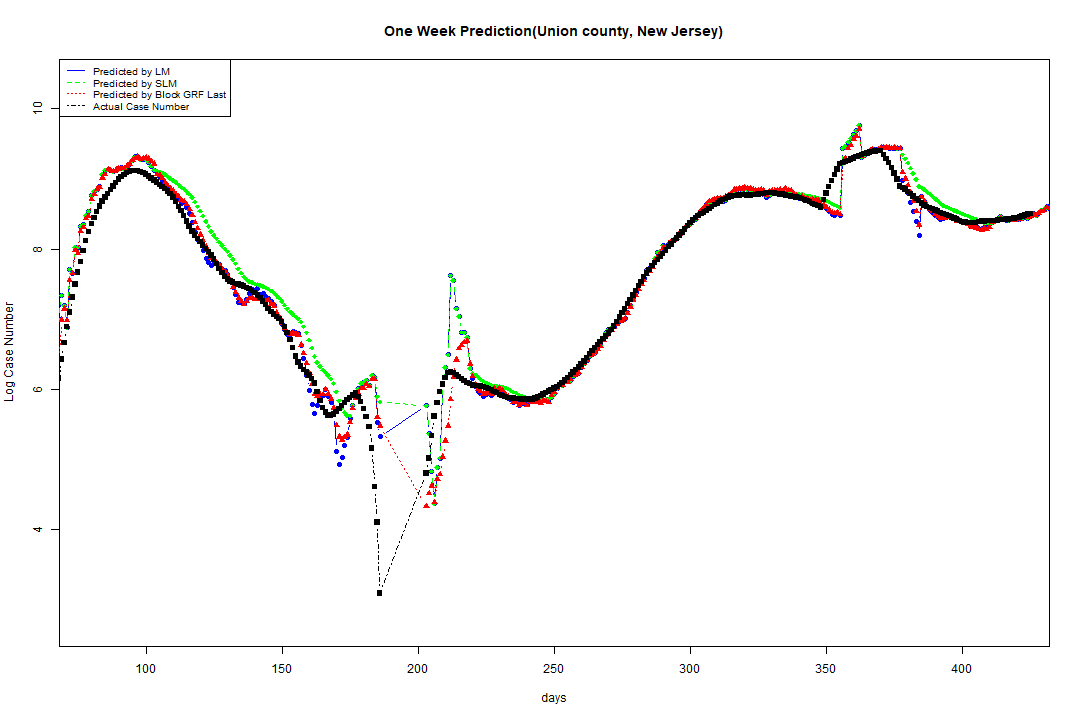 One Week Prediction(Union county, New Jersey)
Predicted by LM
Predicted by SLM
Predicted by Block GRF Last
Actual Case Number
10
8
6
4
Log Case Number
100 150 200 250 300 350 400
days